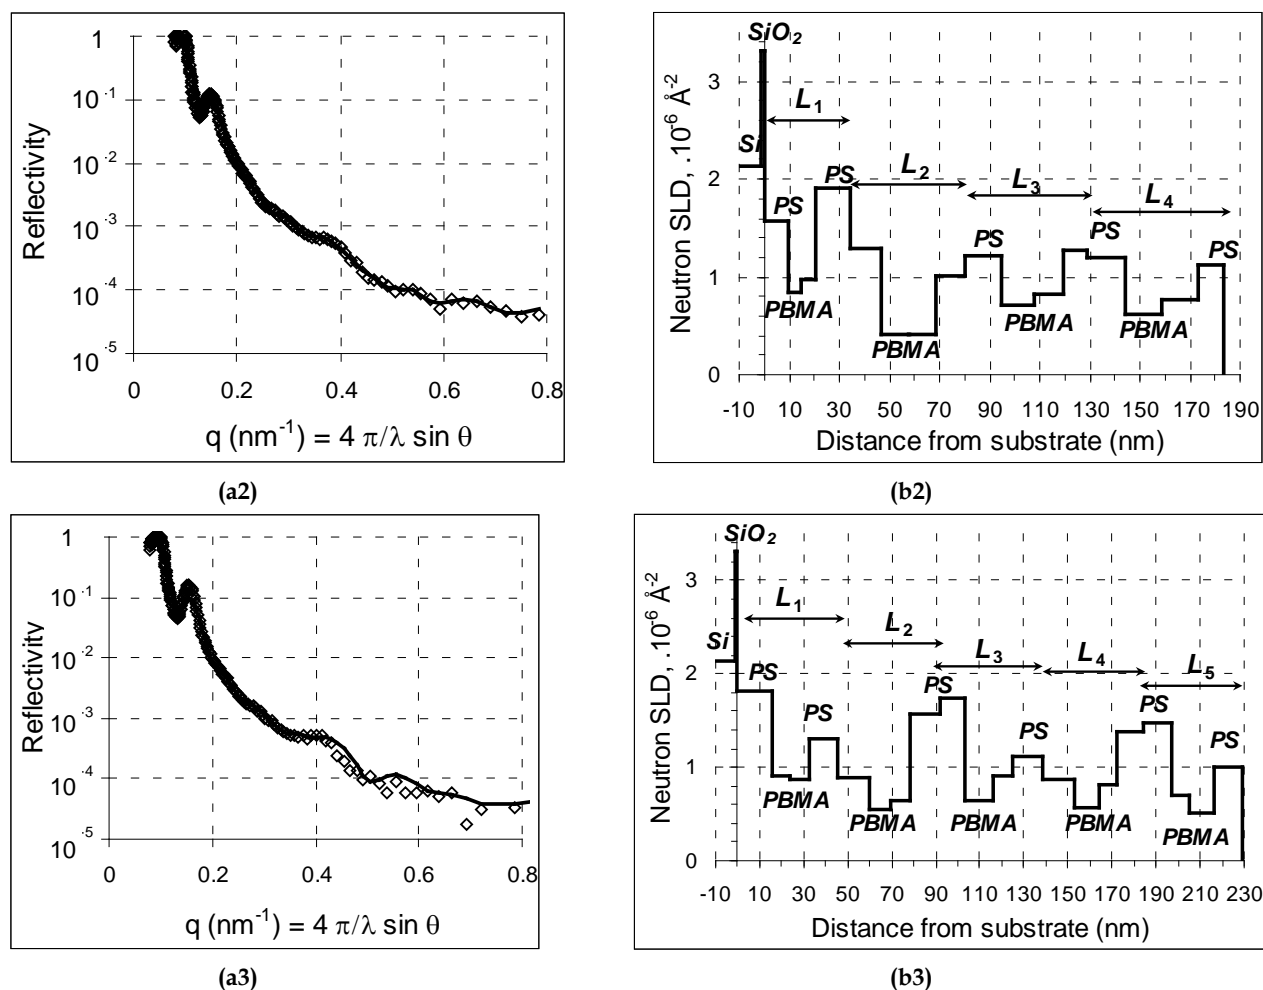 1
10⁻¹
10⁻²
10⁻³
10⁻⁴
10⁻⁵
Reflectivity
0 0.2 0.4 0.6 0.8
q (nm⁻¹) = 4 π/λ sin θ
(a2)
SiO₂
3
2
1
0
Neutron SLD, .10⁻⁶ Å⁻²
L₁
Si
L₂
L₃
L₄
PS
PS
PS
PS
PS
PBMA
PBMA
PBMA
PBMA
-10 10 30 50 70 90 110 130 150 170 190
Distance from substrate (nm)
(b2)
1
10⁻¹
10⁻²
10⁻³
10⁻⁴
10⁻⁵
Reflectivity
0 0.2 0.4 0.6 0.8
q (nm⁻¹) = 4 π/λ sin θ
(a3)
SiO₂
3
2
1
0
Neutron SLD, .10⁻⁶ Å⁻²
L₁
Si
L₂
L₃
L₄
L₅
PS
PS
PS
PS
PS
PBMA
PBMA
PBMA
PBMA
PBMA
-10 10 30 50 70 90 110 130 150 170 190 210 230
Distance from substrate (nm)
(b3)